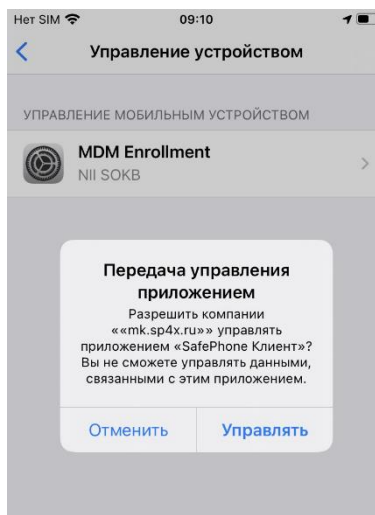 Нет SIM 09:10
Управление устройством
УПРАВЛЕНИЕ МОБИЛЬНЫМ УСТРОЙСТВОМ
MDM Enrollment
NII SOKB
Передача управления
приложением
Разрешить компании
««mk.sp4x.ru»» управлять
приложением «SafePhone Клиент»?
Вы не сможете управлять данными,
связанными с этим приложением.
Отменить Управлять